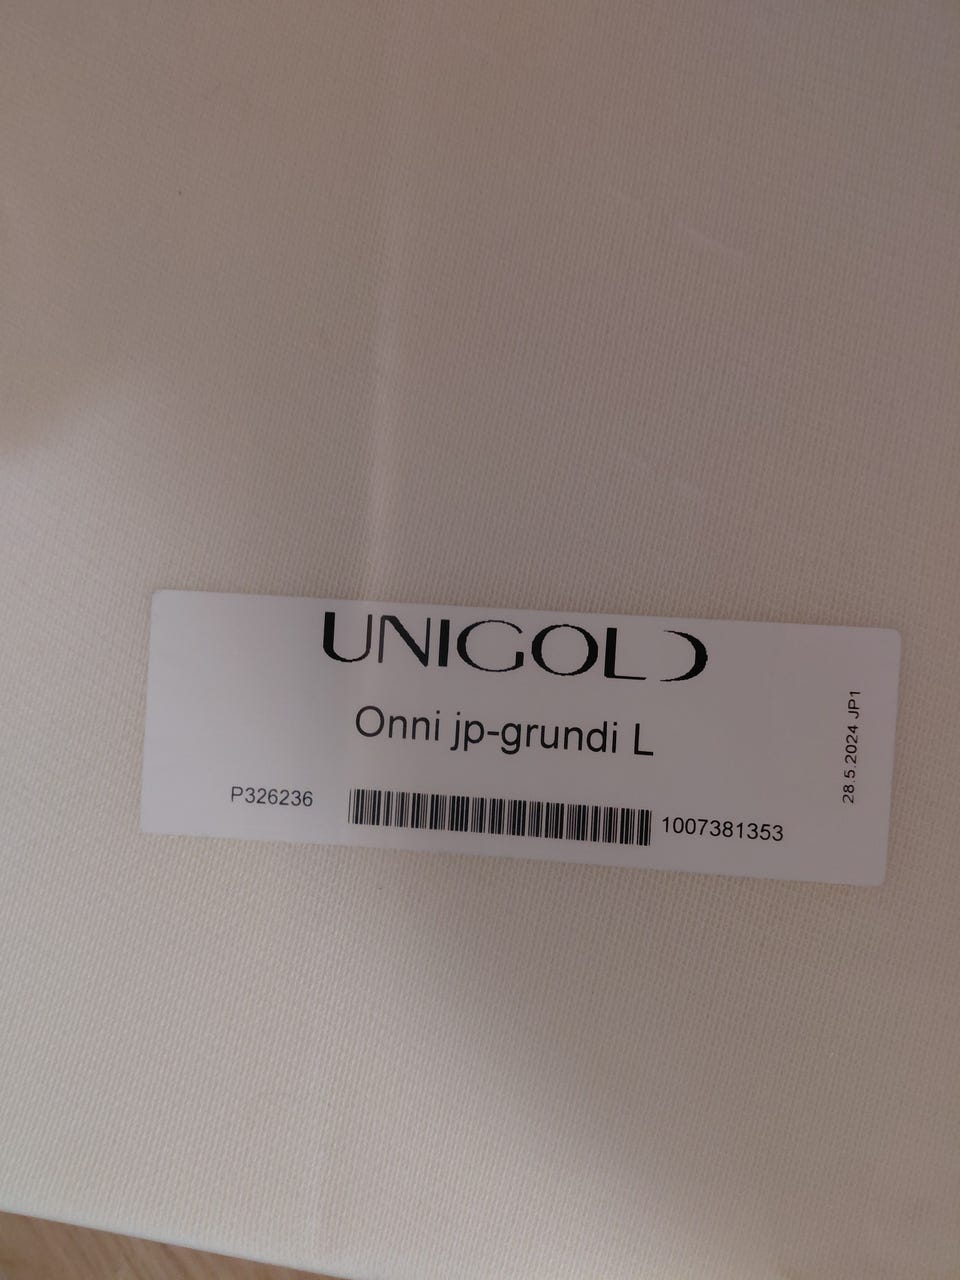 UNIGOLD
Onni jp-grundi L
P326236
1007381353
28.5.2024 JP1